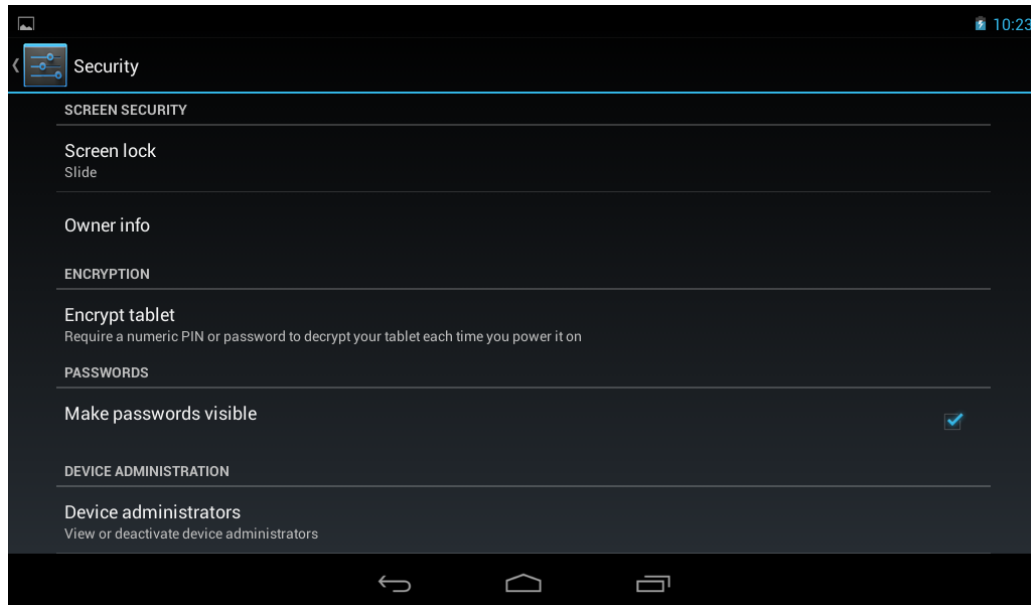 10:23
Security
SCREEN SECURITY
Screen lock
Slide
Owner info
ENCRYPTION
Encrypt tablet
Require a numeric PIN or password to decrypt your tablet each time you power it on
PASSWORDS
Make passwords visible
DEVICE ADMINISTRATION
Device administrators
View or deactivate device administrators